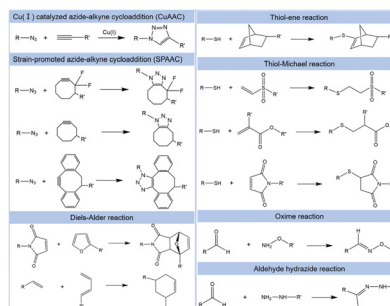 Cu(I) catalyzed azide-alkyne cycloaddition (CuAAC)
R—N₃ + R' Cu(I) R N N N R'
Strain-promoted azide-alkyne cycloaddition (SPAAC)
R—N₃ + F F R' R N N N F F R'
R—N₃ + R' R N N N R'
R—N₃ + R' R N N N R'
Diels-Alder reaction
R—N O O + O R' R—N O O O R'
R + R
Thiol-ene reaction
R—SH + R' R S R'
Thiol-Michael reaction
R—SH + O O S R' R S O O S R'
R—SH + R' O O R S R' O O
R—SH + O O N—R' R S O O N
Oxime reaction
R O H + NH₂ O R' R H N O
Aldehyde hydrazide reaction
R O H + NH₂—NH—R' R N NH